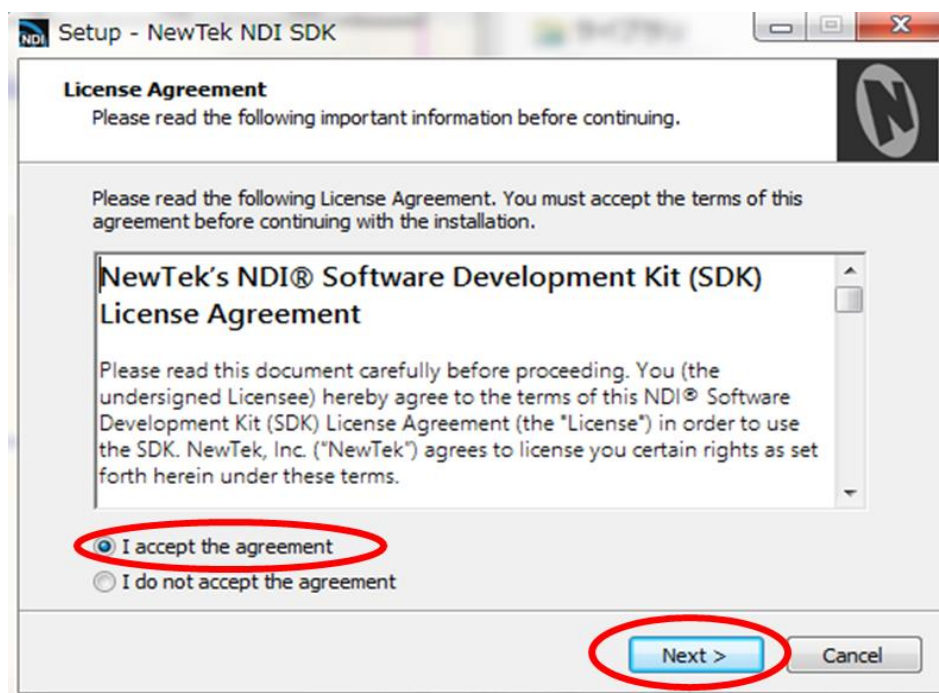 NDI Setup - NewTek NDI SDK
License Agreement
Please read the following important information before continuing.
N
Please read the following License Agreement. You must accept the terms of this
agreement before continuing with the installation.
NewTek's NDI® Software Development Kit (SDK)
License Agreement
Please read this document carefully before proceeding. You (the
undersigned Licensee) hereby agree to the terms of this NDI® Software
Development Kit (SDK) License Agreement (the "License") in order to use
the SDK. NewTek, Inc. ("NewTek") agrees to license you certain rights as set
forth herein under these terms.
I accept the agreement
I do not accept the agreement
Next >
Cancel